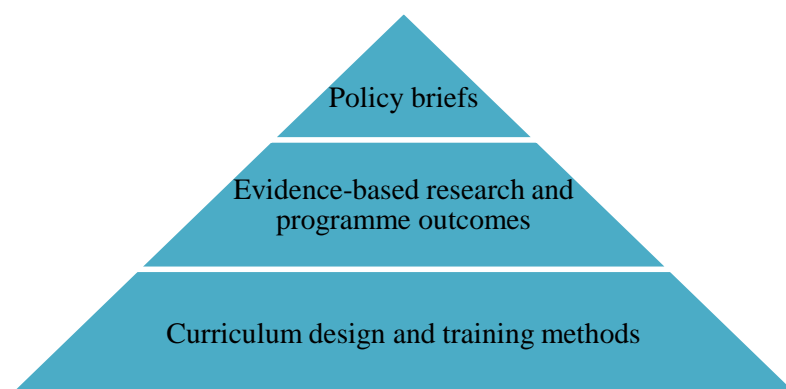 Policy briefs
Evidence-based research and
programme outcomes
Curriculum design and training methods